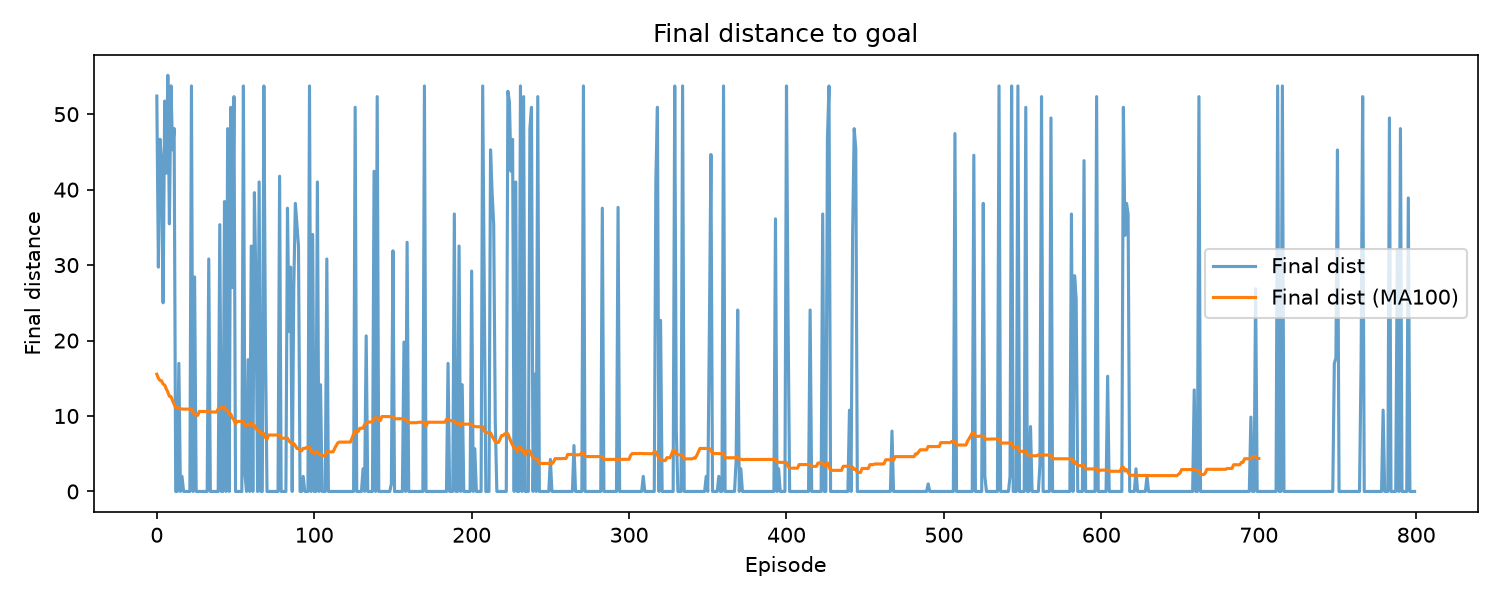 Final distance to goal
Final distance
50
40
30
20
10
0
Final dist
Final dist (MA100)
0 100 200 300 400 500 600 700 800
Episode